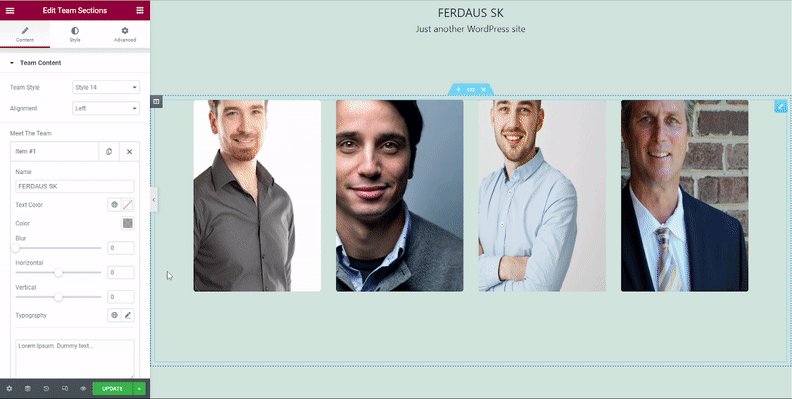 Edit Team Sections
Content
Style
Advanced
Team Content
Team Style
Style 14
Alignment
Left
Meet The Team
Item #1
Name
FERDAUS SK
Text Color
Color
Blur
0
Horizontal
0
Vertical
0
Typography
Lorem Ipsum. Dummy text...
UPDATE
FERDAUS SK
Just another WordPress site